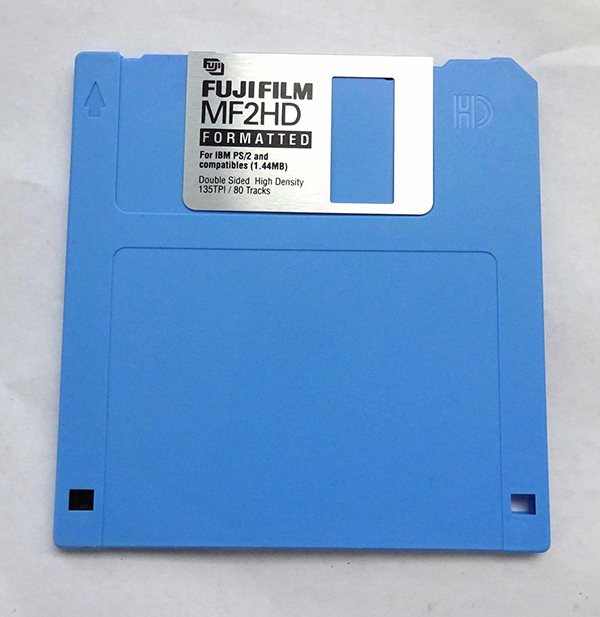 FUJI
FUJIFILM
MF2HD
FORMATTED
For IBM PS/2 and
compatibles (1.44MB)
Double Sided High Density
135TPI / 80 Tracks
HD